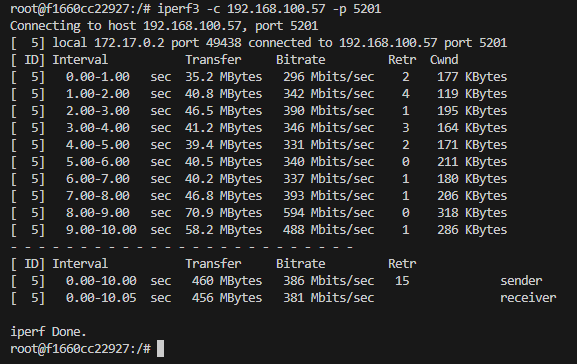 root@f1660cc22927:/# iperf3 -c 192.168.100.57 -p 5201
Connecting to host 192.168.100.57, port 5201
[  5] local 172.17.0.2 port 49438 connected to 192.168.100.57 port 5201
[ ID] Interval           Transfer     Bitrate         Retr  Cwnd
[  5]   0.00-1.00   sec  35.2 MBytes   296 Mbits/sec    2    177 KBytes
[  5]   1.00-2.00   sec  40.8 MBytes   342 Mbits/sec    4    119 KBytes
[  5]   2.00-3.00   sec  46.5 MBytes   390 Mbits/sec    1    195 KBytes
[  5]   3.00-4.00   sec  41.2 MBytes   346 Mbits/sec    3    164 KBytes
[  5]   4.00-5.00   sec  39.4 MBytes   331 Mbits/sec    2    171 KBytes
[  5]   5.00-6.00   sec  40.5 MBytes   340 Mbits/sec    0    211 KBytes
[  5]   6.00-7.00   sec  40.2 MBytes   337 Mbits/sec    1    180 KBytes
[  5]   7.00-8.00   sec  46.8 MBytes   393 Mbits/sec    1    206 KBytes
[  5]   8.00-9.00   sec  70.9 MBytes   594 Mbits/sec    0    318 KBytes
[  5]   9.00-10.00  sec  58.2 MBytes   488 Mbits/sec    1    286 KBytes
- - - - - - - - - - - - - - - - - - - - - - - - -
[ ID] Interval           Transfer     Bitrate         Retr
[  5]   0.00-10.00  sec   460 MBytes   386 Mbits/sec   15             sender
[  5]   0.00-10.05  sec   456 MBytes   381 Mbits/sec                  receiver
iperf Done.
root@f1660cc22927:/#